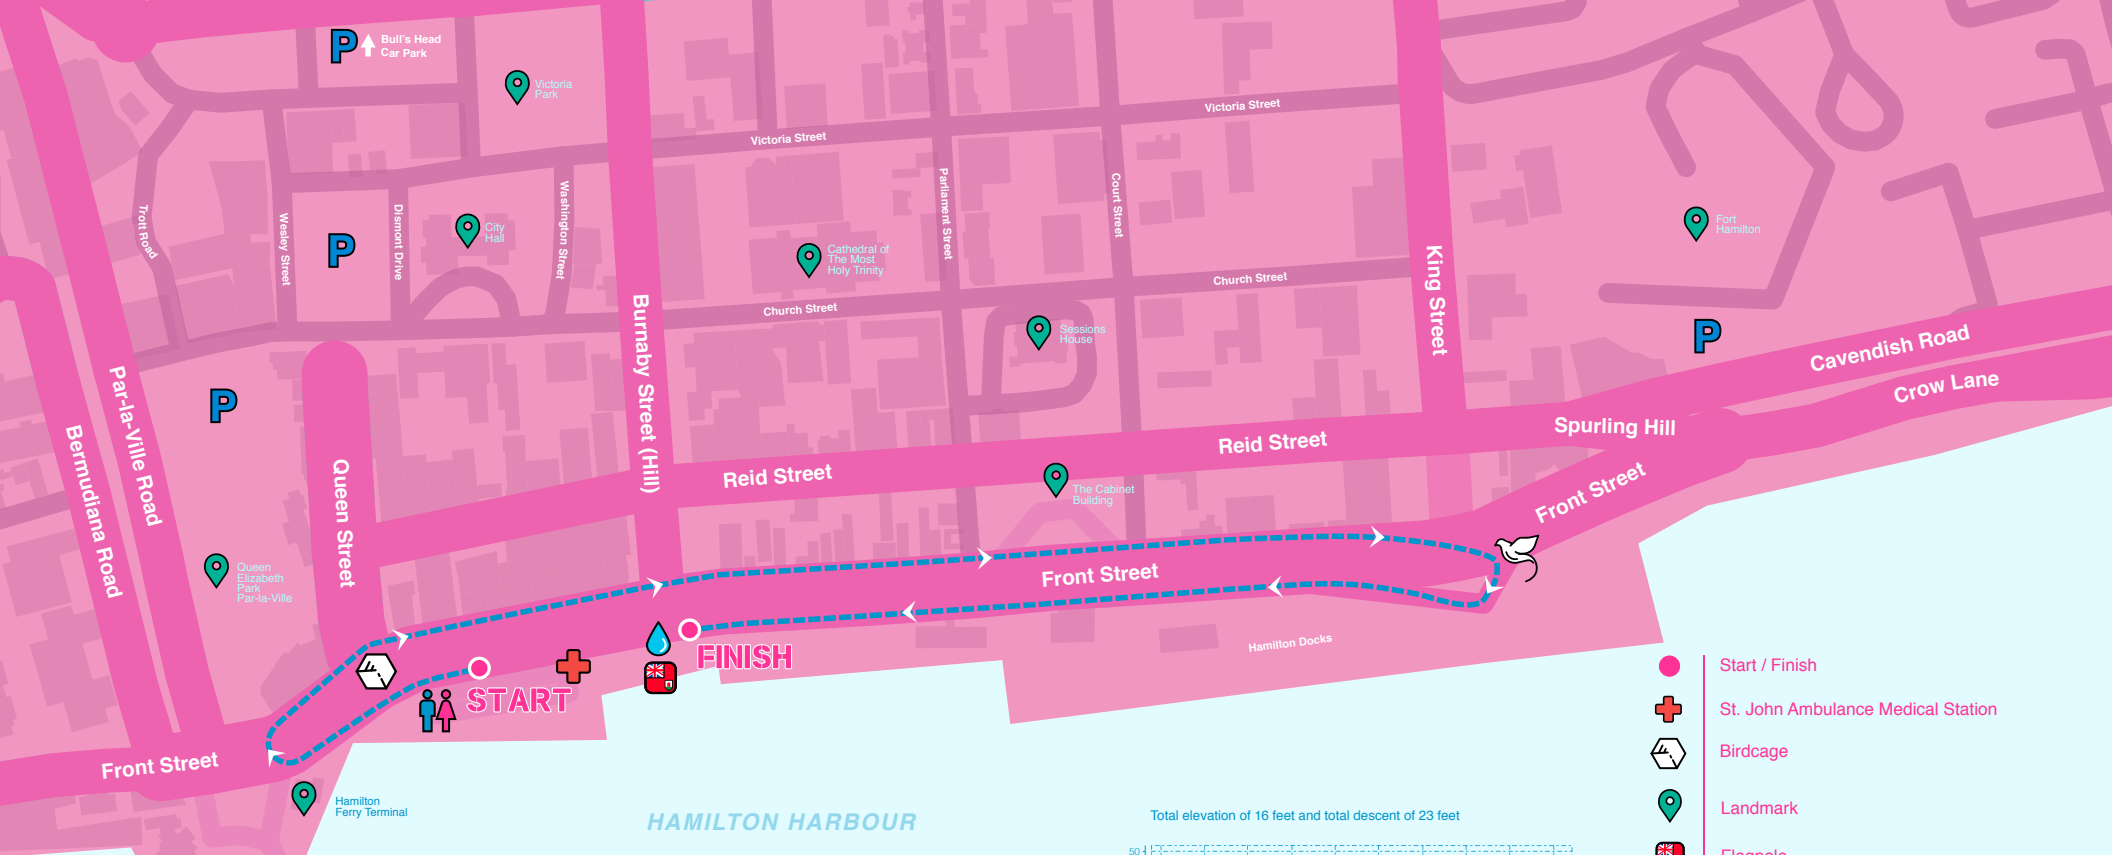 P
Bull's Head
Car Park
Victoria
Park
Victoria Street
Victoria Street
Trott Road
Wesley Street
Dismont Drive
Washington Street
Parliament Street
Court Street
P
City
Hall
Cathedral of
The Most
Holy Trinity
Fort
Hamilton
Church Street
Church Street
Burnaby Street (Hill)
King Street
Sessions
House
P
Cavendish Road
Crow Lane
P
Par-la-Ville Road
Bermudiana Road
Queen Street
Reid Street
Reid Street
Spurling Hill
Front Street
The Cabinet
Building
Queen
Elizabeth
Park
Par-la-Ville
Front Street
Hamilton Docks
FINISH
START
Front Street
Hamilton
Ferry Terminal
HAMILTON HARBOUR
Total elevation of 16 feet and total descent of 23 feet
50
Start / Finish
St. John Ambulance Medical Station
Birdcage
Landmark
Flagpole